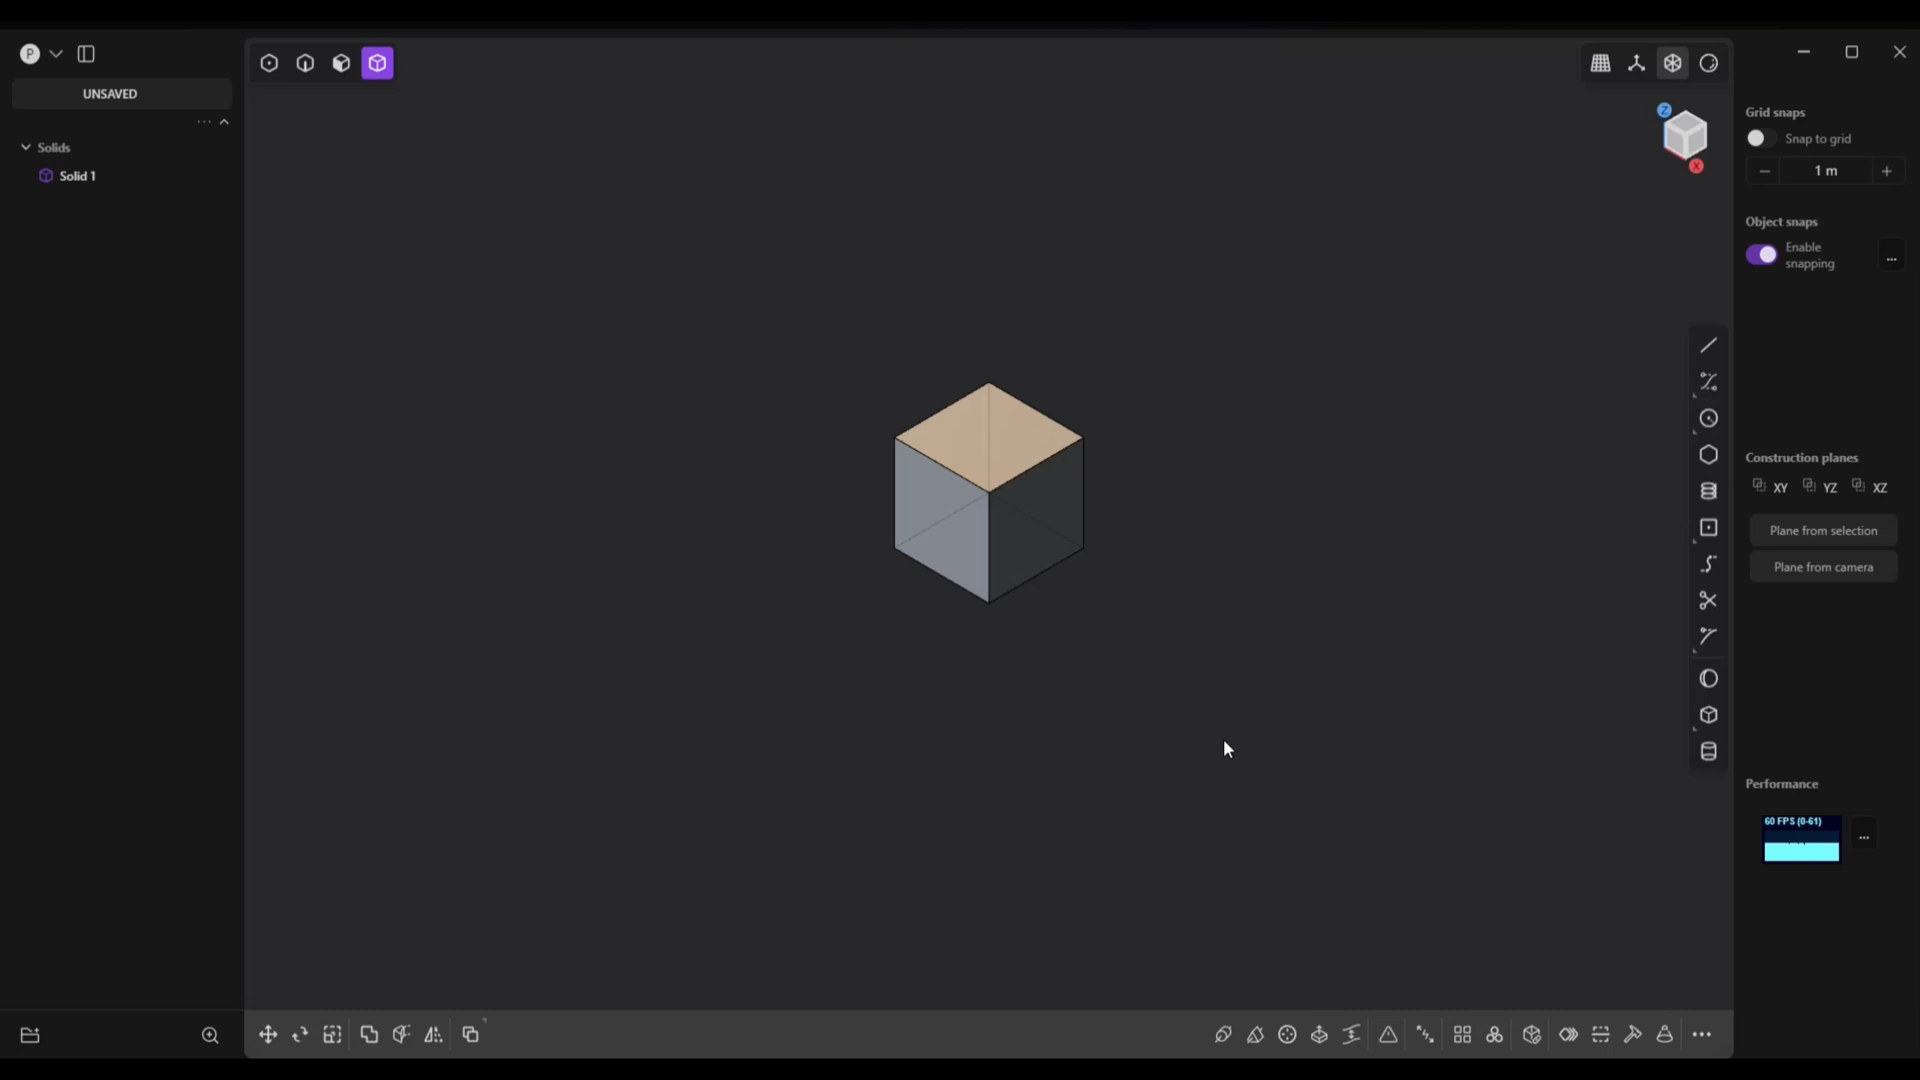 P
UNSAVED
Solids
Solid 1
Z
X
Grid snaps
Snap to grid
1 m
Object snaps
Enable
snapping
Construction planes
XY YZ XZ
Plane from selection
Plane from camera
Performance
60 FPS (0-61)